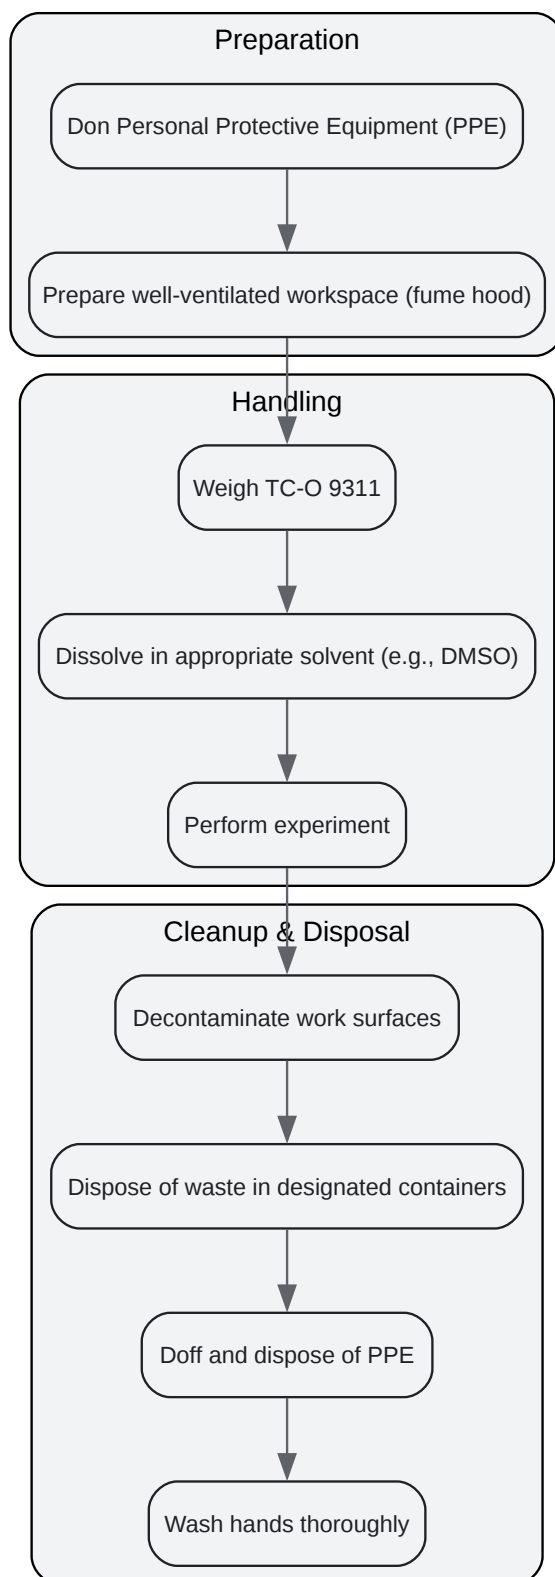 Preparation
Don Personal Protective Equipment (PPE)
Prepare well-ventilated workspace (fume hood)
Handling
Weigh TC-O 9311
Dissolve in appropriate solvent (e.g., DMSO)
Perform experiment
Cleanup & Disposal
Decontaminate work surfaces
Dispose of waste in designated containers
Doff and dispose of PPE
Wash hands thoroughly